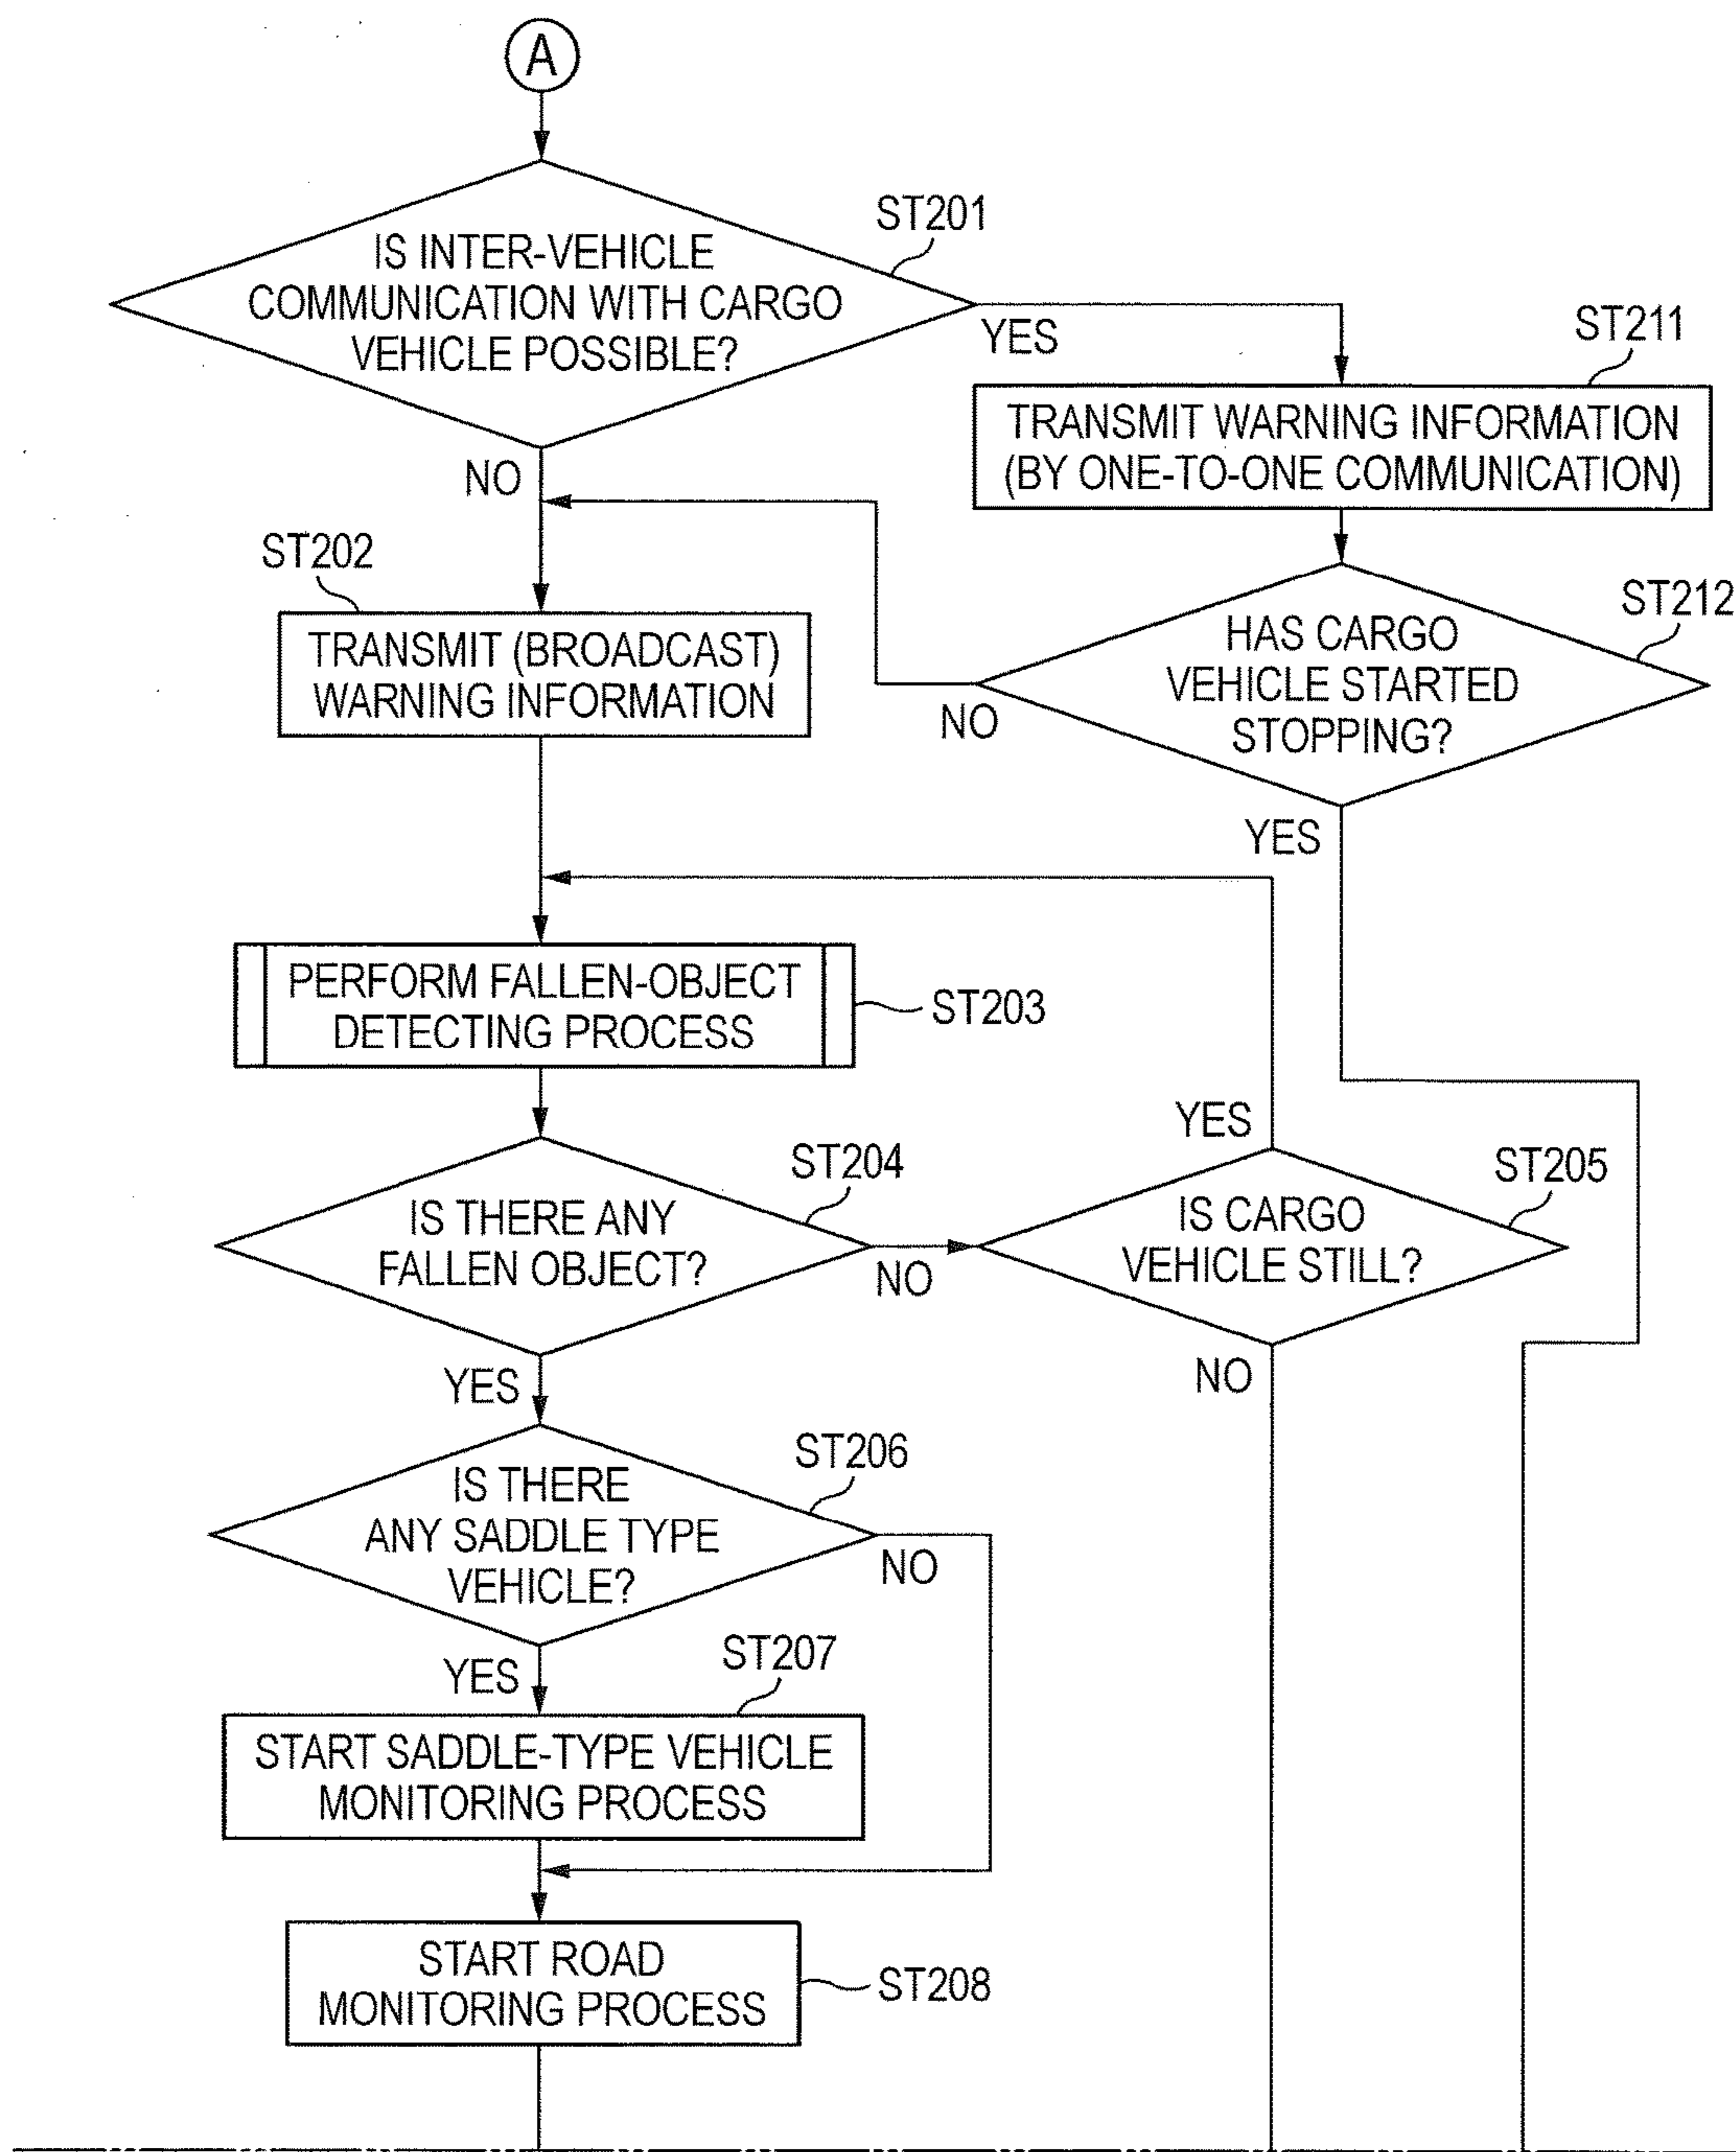 A
ST201
IS INTER-VEHICLE
COMMUNICATION WITH CARGO
VEHICLE POSSIBLE?
YES
NO
ST211
TRANSMIT WARNING INFORMATION
(BY ONE-TO-ONE COMMUNICATION)
ST202
TRANSMIT (BROADCAST)
WARNING INFORMATION
ST212
HAS CARGO
VEHICLE STARTED
STOPPING?
NO
YES
PERFORM FALLEN-OBJECT
DETECTING PROCESS
ST203
ST204
IS THERE ANY
FALLEN OBJECT?
NO
YES
YES
ST205
IS CARGO
VEHICLE STILL?
NO
ST206
IS THERE
ANY SADDLE TYPE
VEHICLE?
NO
YES
ST207
START SADDLE-TYPE VEHICLE
MONITORING PROCESS
START ROAD
MONITORING PROCESS
ST208